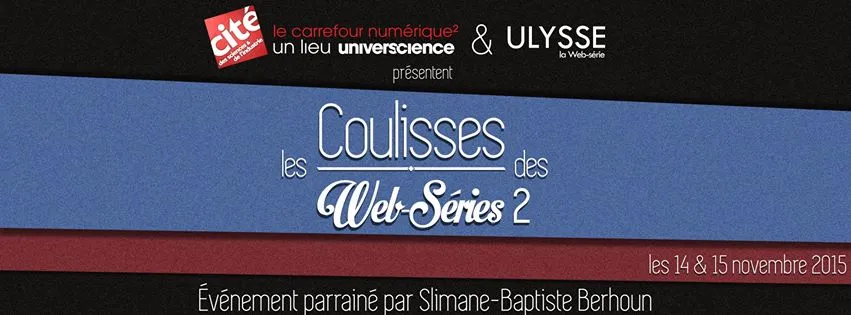 cité
des sciences &
de l'industrie
le carrefour numérique²
un lieu universcience
& ULYSSE
la Web-série
présentent
les Coulisses des
Web-Séries 2
les 14 & 15 novembre 2015
Événement parrainé par Slimane-Baptiste Berhoun